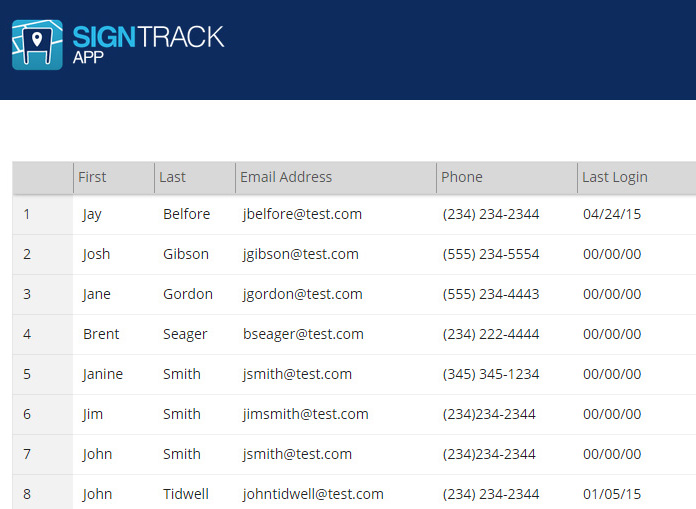 SIGNTRACK
APP
First Last Email Address Phone Last Login
1 Jay Belfore jbelfore@test.com (234) 234-2344 04/24/15
2 Josh Gibson jgibson@test.com (555) 234-5554 00/00/00
3 Jane Gordon jgordon@test.com (555) 234-4443 00/00/00
4 Brent Seager bseager@test.com (234) 222-4444 00/00/00
5 Janine Smith jsmith@test.com (345) 345-1234 00/00/00
6 Jim Smith jimsmith@test.com (234)234-2344 00/00/00
7 John Smith jsmith@test.com (234)234-2344 00/00/00
8 John Tidwell johntidwell@test.com (234) 234-2344 01/05/15